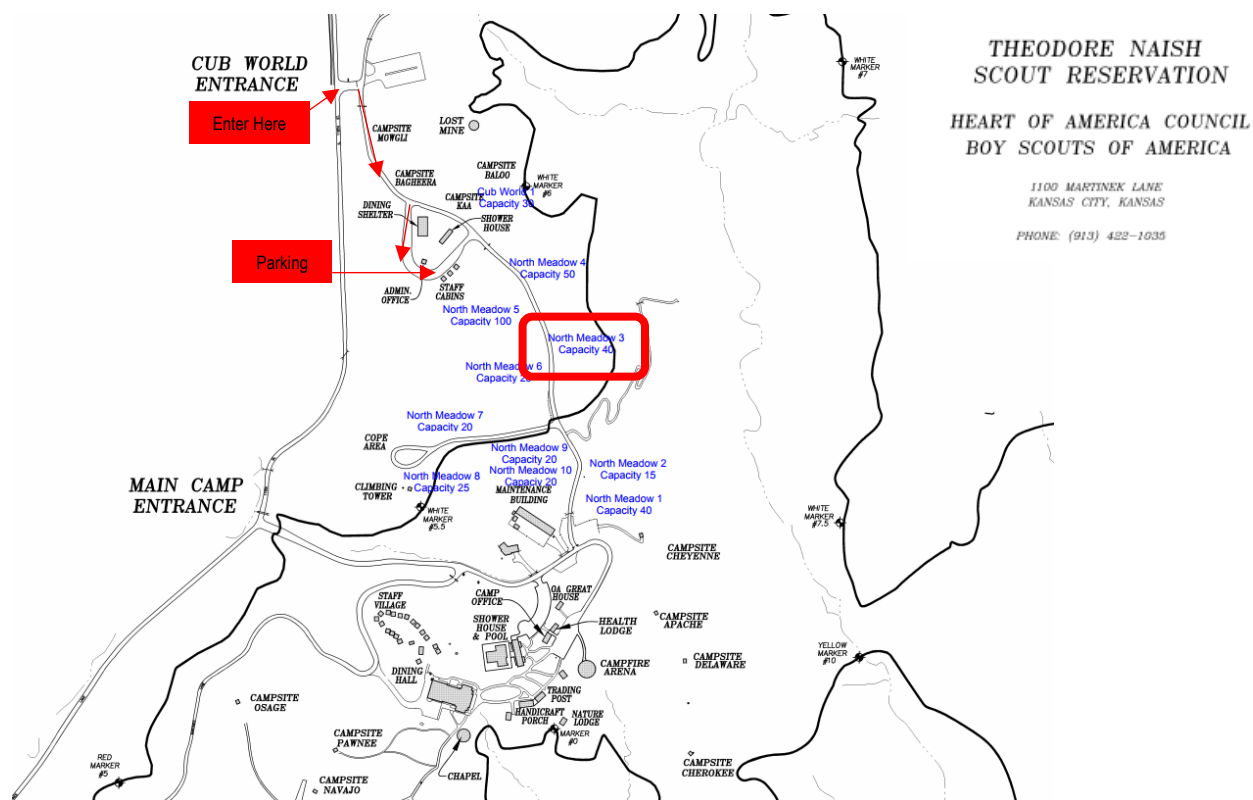 THEODORE NAISH
SCOUT RESERVATION
HEART OF AMERICA COUNCIL
BOY SCOUTS OF AMERICA
1100 MARTINEK LANE
KANSAS CITY, KANSAS
PHONE: (913) 422-1035
CUB WORLD
ENTRANCE
Enter Here
WHITE
MARKER
#7
LOST
MINE
CAMPSITE
MOWGLI
CAMPSITE
BAGHEERA
CAMPSITE
BALOO
WHITE
MARKER
#6
CAMPSITE
KAA
Cub World 1
Capacity 30
DINING
SHELTER
SHOWER
HOUSE
Parking
ADMIN.
OFFICE
STAFF
CABINS
North Meadow 4
Capacity 50
North Meadow 5
Capacity 100
North Meadow 3
Capacity 40
North Meadow 6
Capacity
North Meadow 7
Capacity 20
COPE
AREA
North Meadow 9
Capacity 20
North Meadow 10
Capacity 20
North Meadow 2
Capacity 15
North Meadow 8
Capacity 25
CLIMBING
TOWER
MAINTENANCE
BUILDING
North Meadow 1
Capacity 40
MAIN CAMP
ENTRANCE
WHITE
MARKER
#5.5
WHITE
MARKER
#7.5
CAMPSITE
CHEYENNE
STAFF
VILLAGE
CAMP
OFFICE
OA GREAT
HOUSE
SHOWER
HOUSE
& POOL
HEALTH
LODGE
CAMPSITE
APACHE
CAMPFIRE
ARENA
CAMPSITE
DELAWARE
YELLOW
MARKER
#10
DINING
HALL
TRADING
POST
HANDICRAFT
PORCH
NATURE
LODGE
MARKER
#0
CAMPSITE
OSAGE
CAMPSITE
PAWNEE
CHAPEL
CAMPSITE
CHEROKEE
RED
MARKER
#5
CAMPSITE
NAVAJO